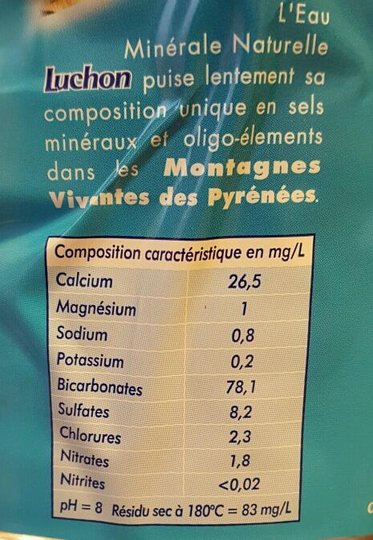 L'Eau
Minérale Naturelle
Luchon puise lentement sa
composition unique en sels
minéraux et oligo-élements
dans les Montagnes
Vivantes des Pyrénées.
Composition caractéristique en mg/L
Calcium 26,5
Magnésium 1
Sodium 0,8
Potassium 0,2
Bicarbonates 78,1
Sulfates 8,2
Chlorures 2,3
Nitrates 1,8
Nitrites <0,02
pH = 8 Résidu sec à 180°C = 83 mg/L